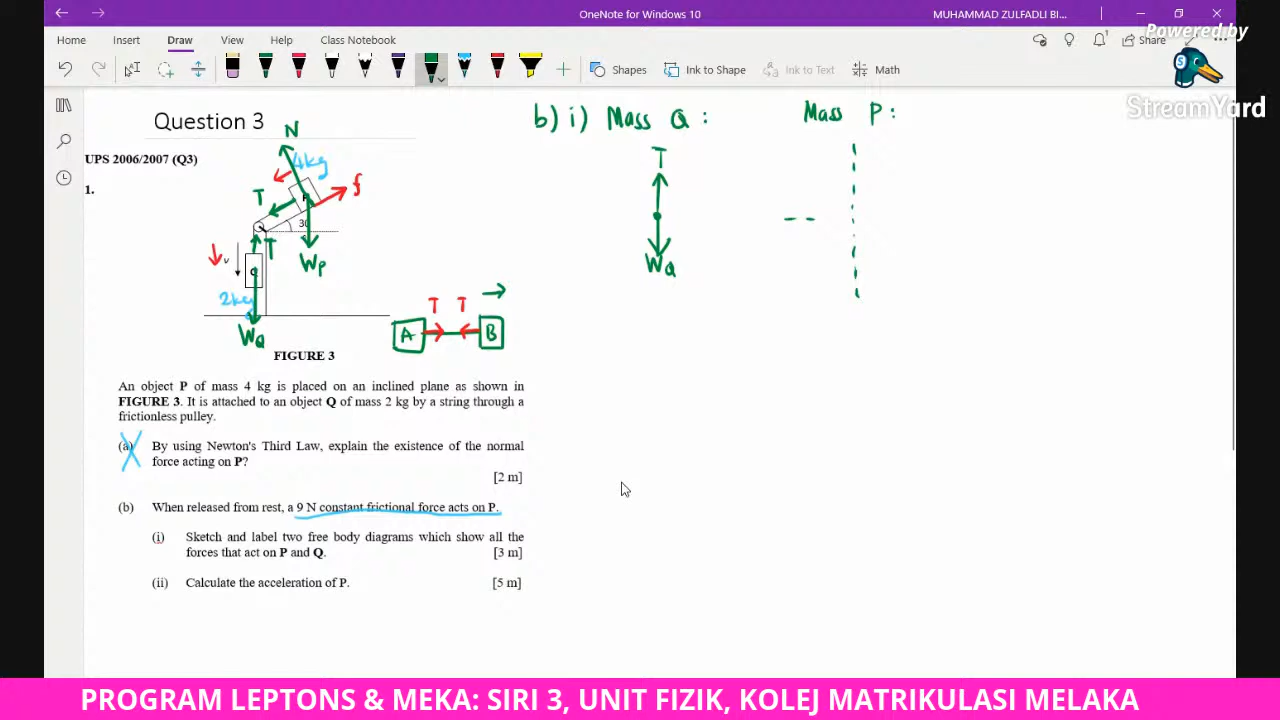 OneNote for Windows 10
MUHAMMAD ZULFADLI BI...
Powered by
StreamYard
Home Insert Draw View Help Class Notebook
Share
Shapes Ink to Shape Ink to Text Math
Question 3
UPS 2006/2007 (Q3)
1.
N
4kg
f
T
P
30
T
W_P
v
Q
2kg
W_Q
T T
A B
FIGURE 3
An object P of mass 4 kg is placed on an inclined plane as shown in
FIGURE 3. It is attached to an object Q of mass 2 kg by a string through a
frictionless pulley.
(a) By using Newton's Third Law, explain the existence of the normal
force acting on P?
[2 m]
(b) When released from rest, a 9 N constant frictional force acts on P.
(i) Sketch and label two free body diagrams which show all the
forces that act on P and Q. [3 m]
(ii) Calculate the acceleration of P. [5 m]
b) i) Mass Q :
T
W_Q
Mass P :
PROGRAM LEPTONS & MEKA: SIRI 3, UNIT FIZIK, KOLEJ MATRIKULASI MELAKA